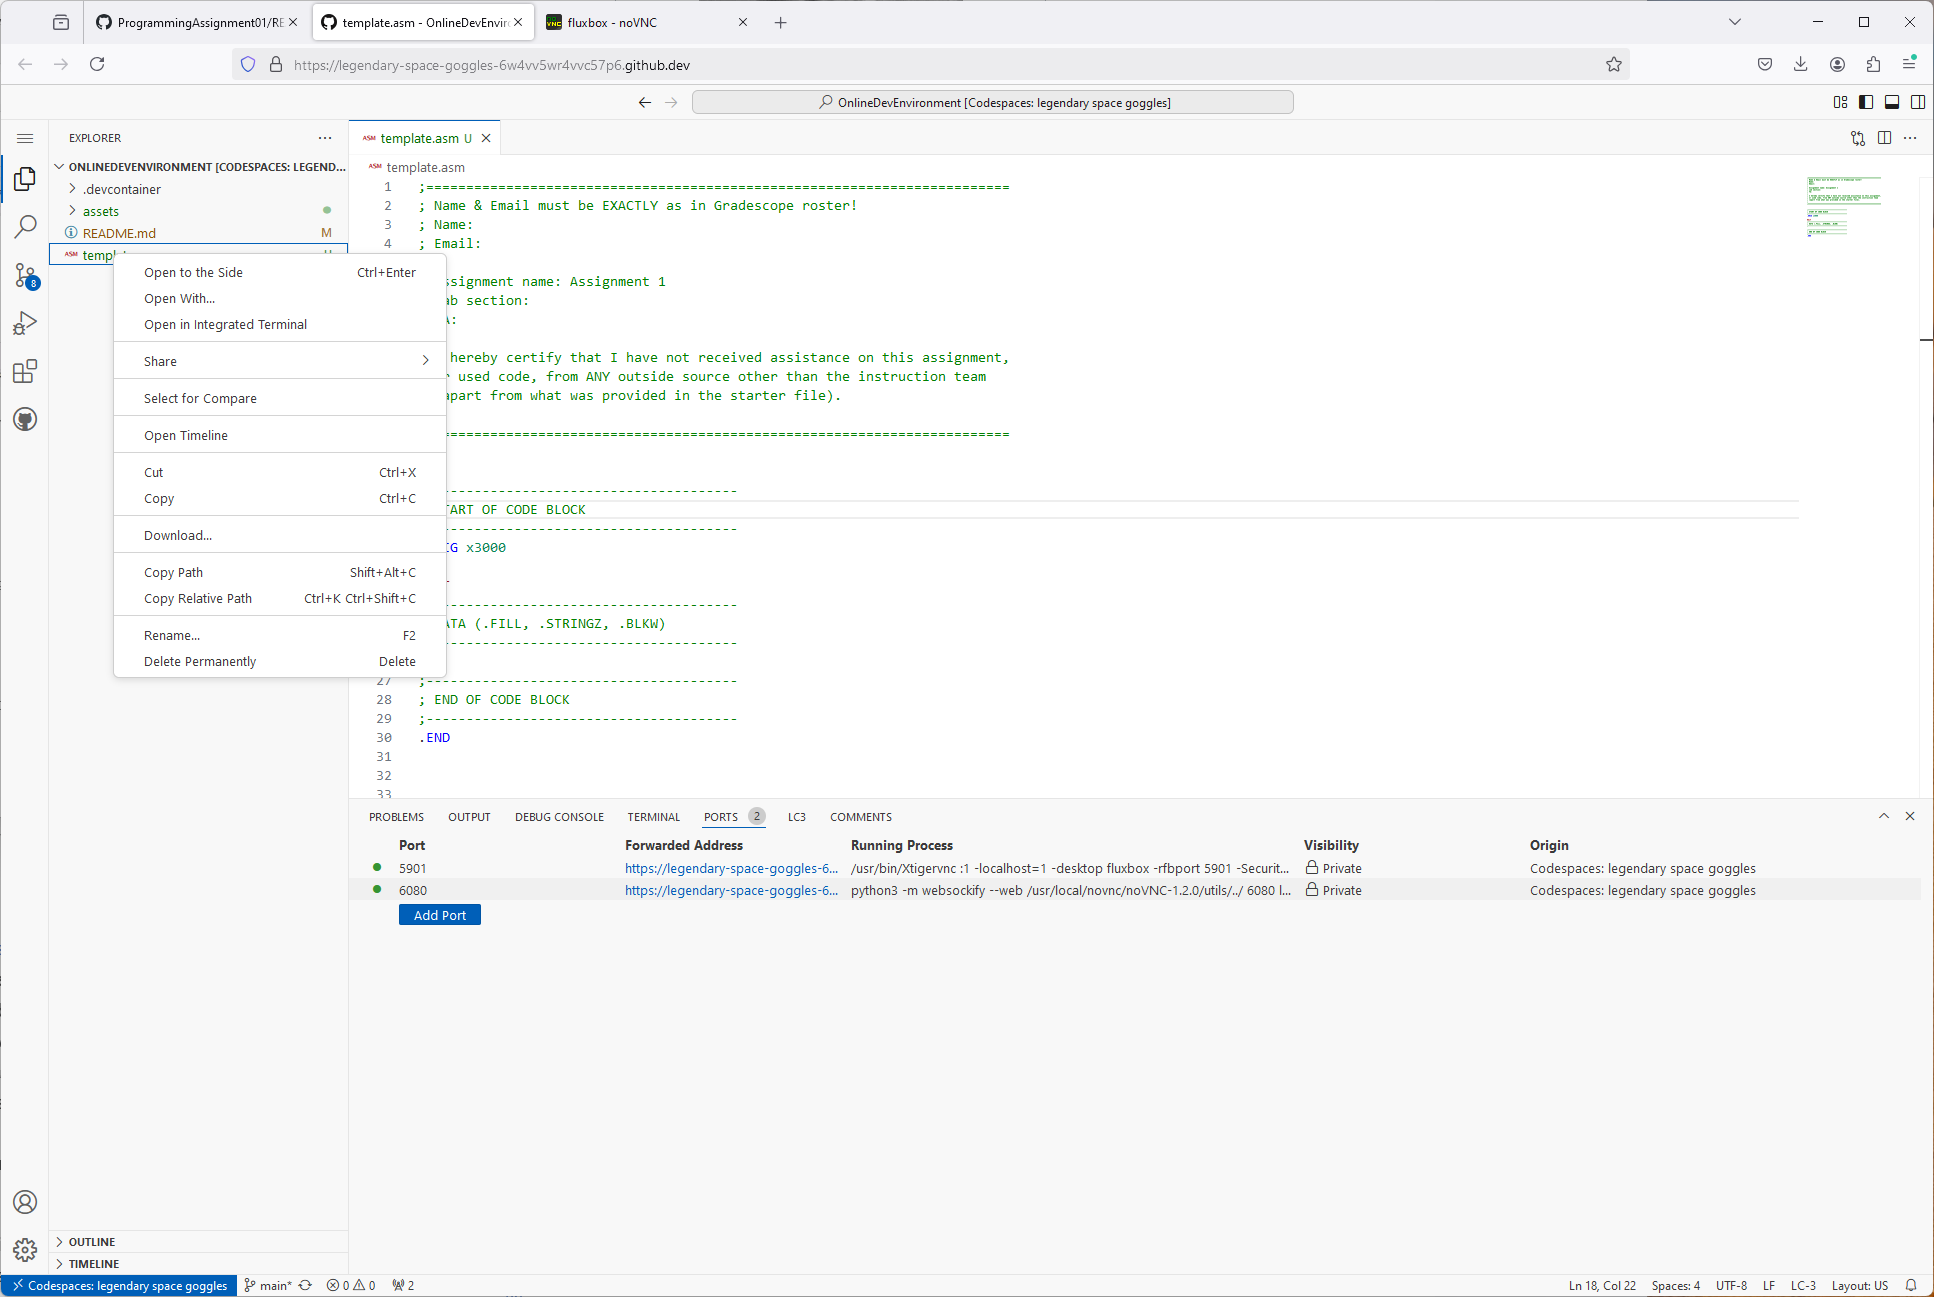 ProgrammingAssignment01/RE
template.asm - OnlineDevEnvir
fluxbox - noVNC
https://legendary-space-goggles-6w4vv5wr4vvc57p6.github.dev
OnlineDevEnvironment [Codespaces: legendary space goggles]
EXPLORER
ONLINEDEVENVIRONMENT [CODESPACES: LEGEND...
.devcontainer
assets
README.md M
ASM templ
8
Open to the Side Ctrl+Enter
Open With...
Open in Integrated Terminal
Share
Select for Compare
Open Timeline
Cut Ctrl+X
Copy Ctrl+C
Download...
Copy Path Shift+Alt+C
Copy Relative Path Ctrl+K Ctrl+Shift+C
Rename... F2
Delete Permanently Delete
OUTLINE
TIMELINE
ASM template.asm U
ASM template.asm
1 ;=========================================================================
2 ; Name & Email must be EXACTLY as in Gradescope roster!
3 ; Name:
4 ; Email:
ssignment name: Assignment 1
ab section:
A:
hereby certify that I have not received assistance on this assignment,
r used code, from ANY outside source other than the instruction team
apart from what was provided in the starter file).
=======================================================================
-------------------------------------
TART OF CODE BLOCK
-------------------------------------
IG x3000
-------------------------------------
ATA (.FILL, .STRINGZ, .BLKW)
-------------------------------------
27 ;---------------------------------------
28 ; END OF CODE BLOCK
29 ;---------------------------------------
30 .END
31
32
33
PROBLEMS OUTPUT DEBUG CONSOLE TERMINAL PORTS 2 LC3 COMMENTS
Port Forwarded Address Running Process Visibility Origin
5901 https://legendary-space-goggles-6... /usr/bin/Xtigervnc :1 -localhost=1 -desktop fluxbox -rfbport 5901 -Securit... Private Codespaces: legendary space goggles
6080 https://legendary-space-goggles-6... python3 -m websockify --web /usr/local/novnc/noVNC-1.2.0/utils/../ 6080 l... Private Codespaces: legendary space goggles
Add Port
Codespaces: legendary space goggles main* 0 0 2 Ln 18, Col 22 Spaces: 4 UTF-8 LF LC-3 Layout: US